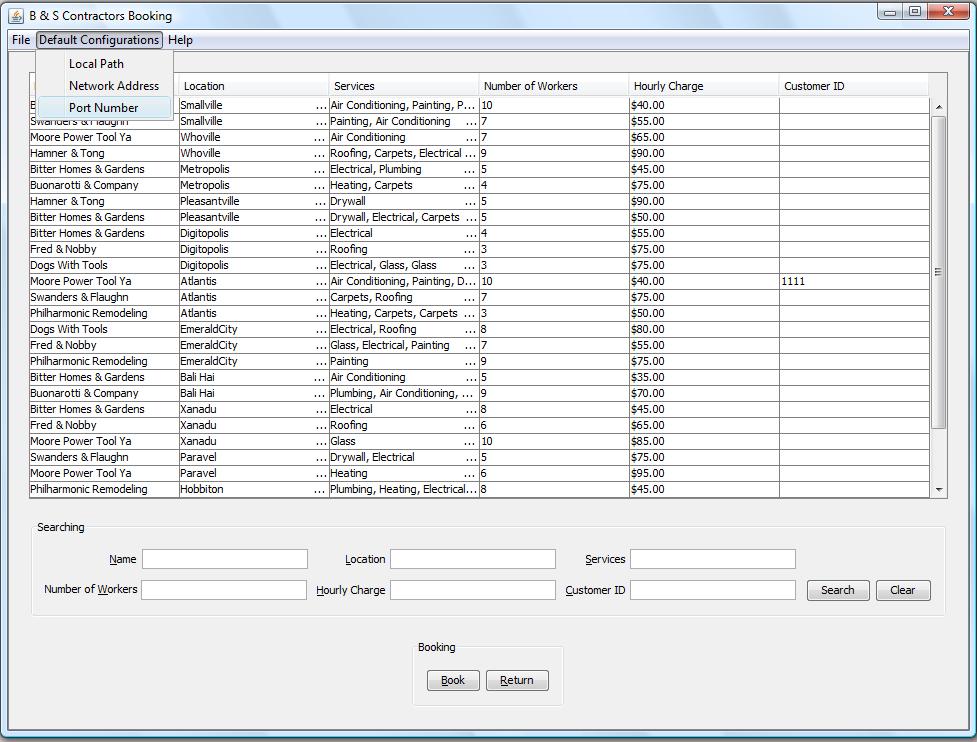 B & S Contractors Booking
File Default Configurations Help
Local Path
Network Address
Port Number
Location Services Number of Workers Hourly Charge Customer ID
Smallville ... Air Conditioning, Painting, P... 10 $40.00
Swanders & Flaughn Smallville ... Painting, Air Conditioning ... 7 $55.00
Moore Power Tool Ya Whoville ... Air Conditioning ... 7 $65.00
Hamner & Tong Whoville ... Roofing, Carpets, Electrical ... 9 $90.00
Bitter Homes & Gardens Metropolis ... Electrical, Plumbing ... 5 $45.00
Buonarotti & Company Metropolis ... Heating, Carpets ... 4 $75.00
Hamner & Tong Pleasantville ... Drywall ... 5 $90.00
Bitter Homes & Gardens Pleasantville ... Drywall, Electrical, Carpets ... 5 $50.00
Bitter Homes & Gardens Digitopolis ... Electrical ... 4 $55.00
Fred & Nobby Digitopolis ... Roofing ... 3 $75.00
Dogs With Tools Digitopolis ... Electrical, Glass, Glass ... 3 $75.00
Moore Power Tool Ya Atlantis ... Air Conditioning, Painting, D... 10 $40.00 1111
Swanders & Flaughn Atlantis ... Carpets, Roofing ... 7 $75.00
Philharmonic Remodeling Atlantis ... Heating, Carpets, Carpets ... 3 $50.00
Dogs With Tools EmeraldCity ... Electrical, Roofing ... 8 $80.00
Fred & Nobby EmeraldCity ... Glass, Electrical, Painting ... 7 $55.00
Philharmonic Remodeling EmeraldCity ... Painting ... 9 $75.00
Bitter Homes & Gardens Bali Hai ... Air Conditioning ... 5 $35.00
Buonarotti & Company Bali Hai ... Plumbing, Air Conditioning, ... 9 $70.00
Bitter Homes & Gardens Xanadu ... Electrical ... 8 $45.00
Fred & Nobby Xanadu ... Roofing ... 6 $65.00
Moore Power Tool Ya Xanadu ... Glass ... 10 $85.00
Swanders & Flaughn Paravel ... Drywall, Electrical ... 5 $75.00
Moore Power Tool Ya Paravel ... Heating ... 6 $95.00
Philharmonic Remodeling Hobbiton ... Plumbing, Heating, Electrical... 8 $45.00
Searching
Name Location Services
Number of Workers Hourly Charge Customer ID Search Clear
Booking
Book Return